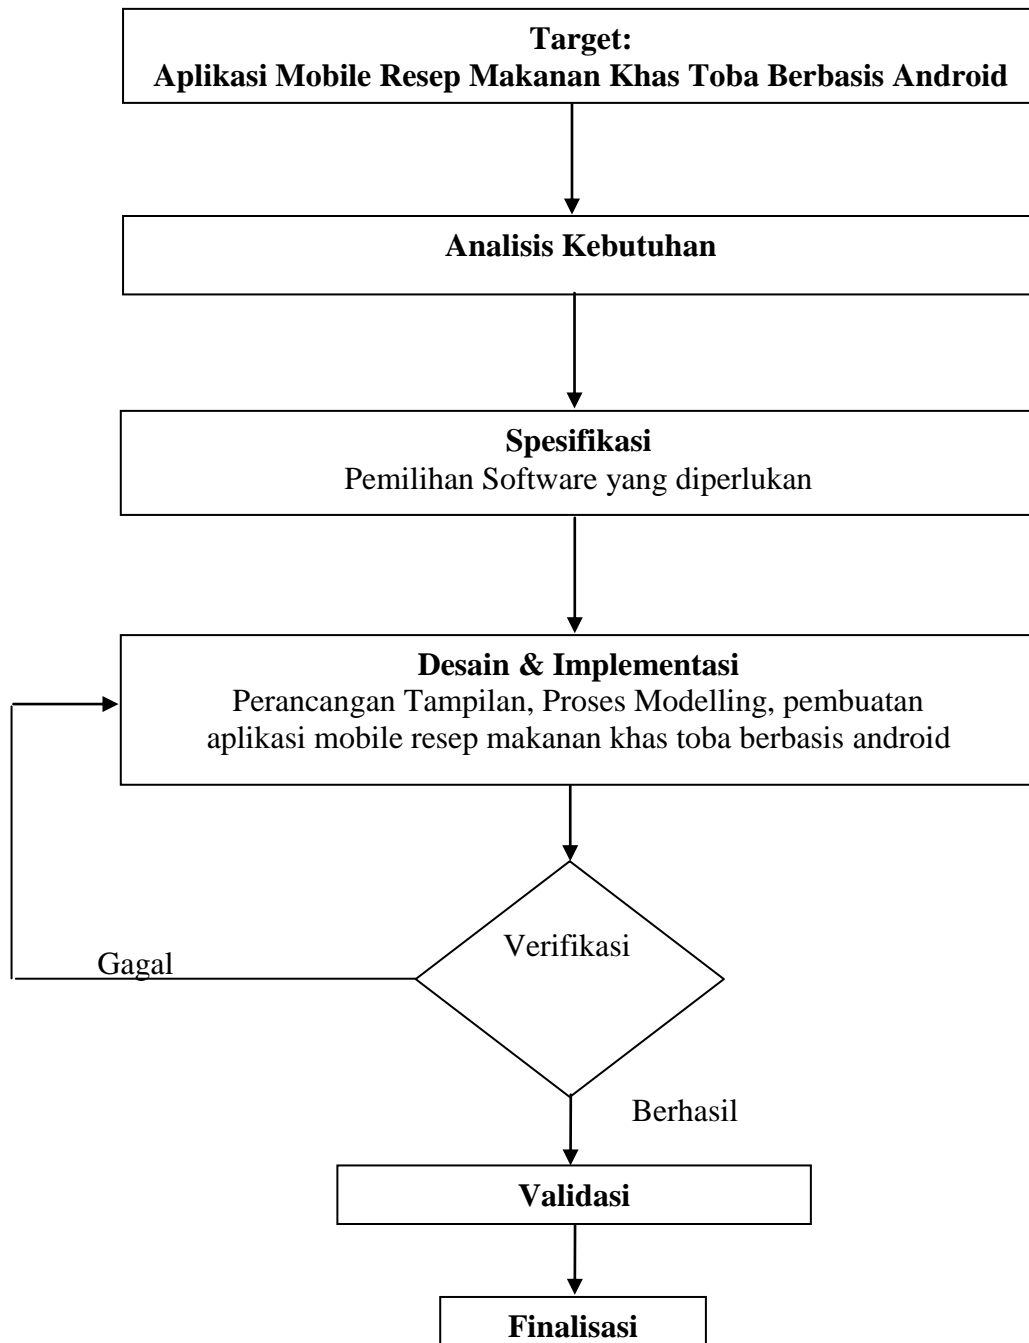 Target:
Aplikasi Mobile Resep Makanan Khas Toba Berbasis Android
Analisis Kebutuhan
Spesifikasi
Pemilihan Software yang diperlukan
Desain & Implementasi
Perancangan Tampilan, Proses Modelling, pembuatan
aplikasi mobile resep makanan khas toba berbasis android
Verifikasi
Gagal
Berhasil
Validasi
Finalisasi